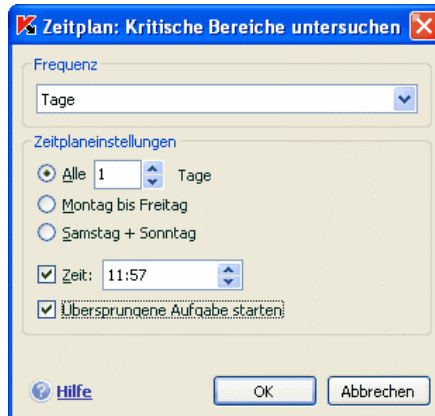 Zeitplan: Kritische Bereiche untersuchen
Frequenz
Tage
Zeitplaneinstellungen
Alle 1 Tage
Montag bis Freitag
Samstag + Sonntag
Zeit: 11:57
Übersprungene Aufgabe starten
Hilfe OK Abbrechen